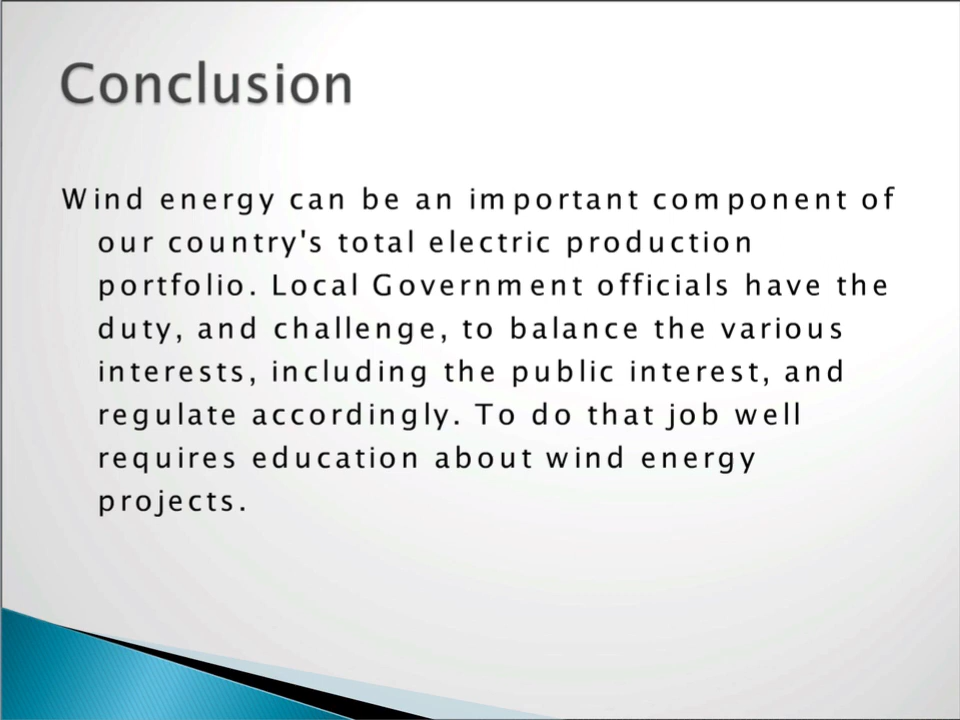 Conclusion
Wind energy can be an important component of
our country's total electric production
portfolio. Local Government officials have the
duty, and challenge, to balance the various
interests, including the public interest, and
regulate accordingly. To do that job well
requires education about wind energy
projects.